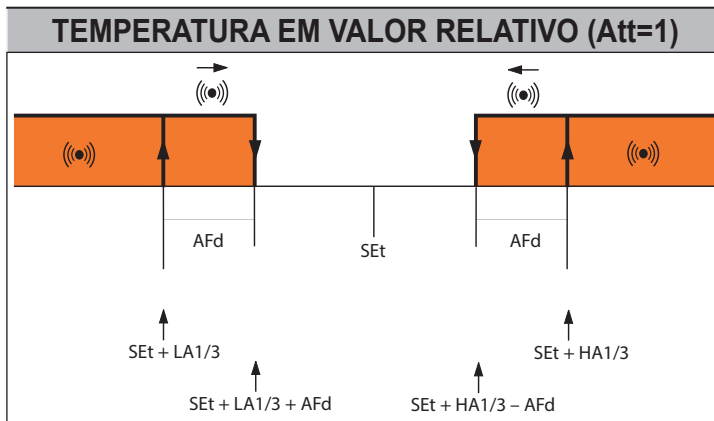 TEMPERATURA EM VALOR RELATIVO (Att=1)
AFd
SEt
AFd
SEt + LA1/3
SEt + HA1/3
SEt + LA1/3 + AFd
SEt + HA1/3 – AFd